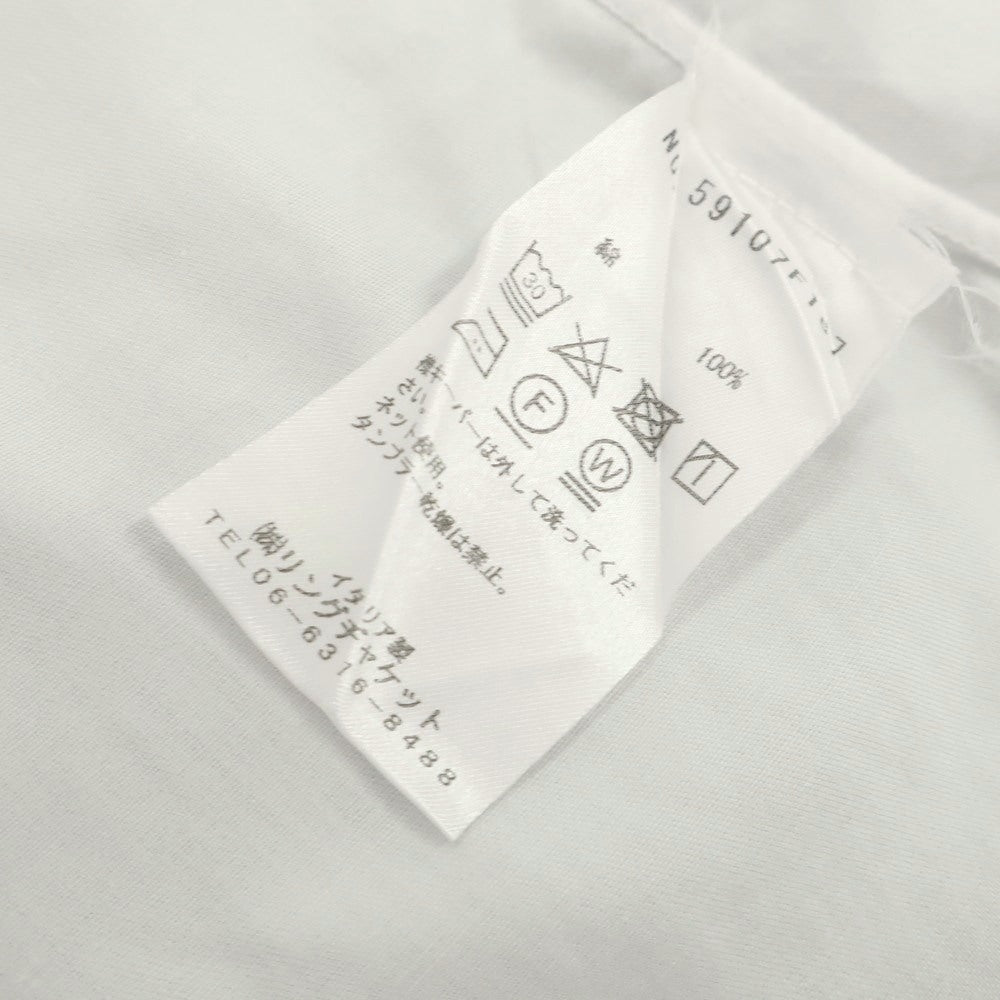 綿 100%
30
F W
襟キーパーは外して洗ってくだ
さい。
ネット使用。
タンブラー乾燥は禁止。
イタリア製
㈱リングヂャケット
TEL06-6316-8488